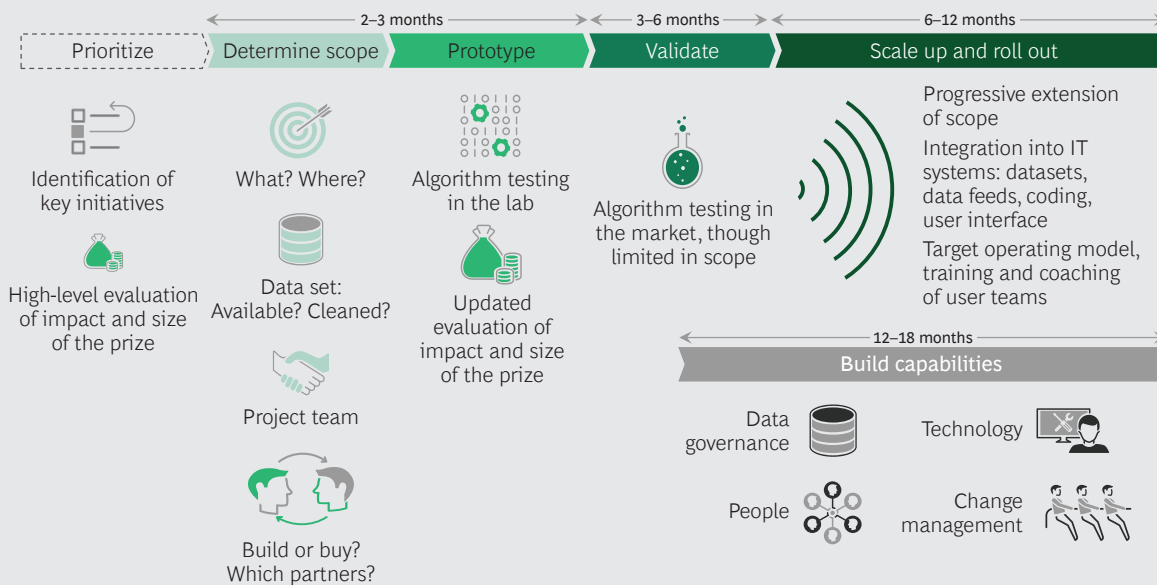 2–3 months
3–6 months
6–12 months
Prioritize
Determine scope
Prototype
Validate
Scale up and roll out
Identification of
key initiatives
High-level evaluation
of impact and size
of the prize
What? Where?
Data set:
Available? Cleaned?
Project team
Build or buy?
Which partners?
Algorithm testing
in the lab
Updated
evaluation of
impact and size
of the prize
Algorithm testing in
the market, though
limited in scope
Progressive extension
of scope
Integration into IT
systems: datasets,
data feeds, coding,
user interface
Target operating model,
training and coaching
of user teams
12–18 months
Build capabilities
Data
governance
Technology
People
Change
management